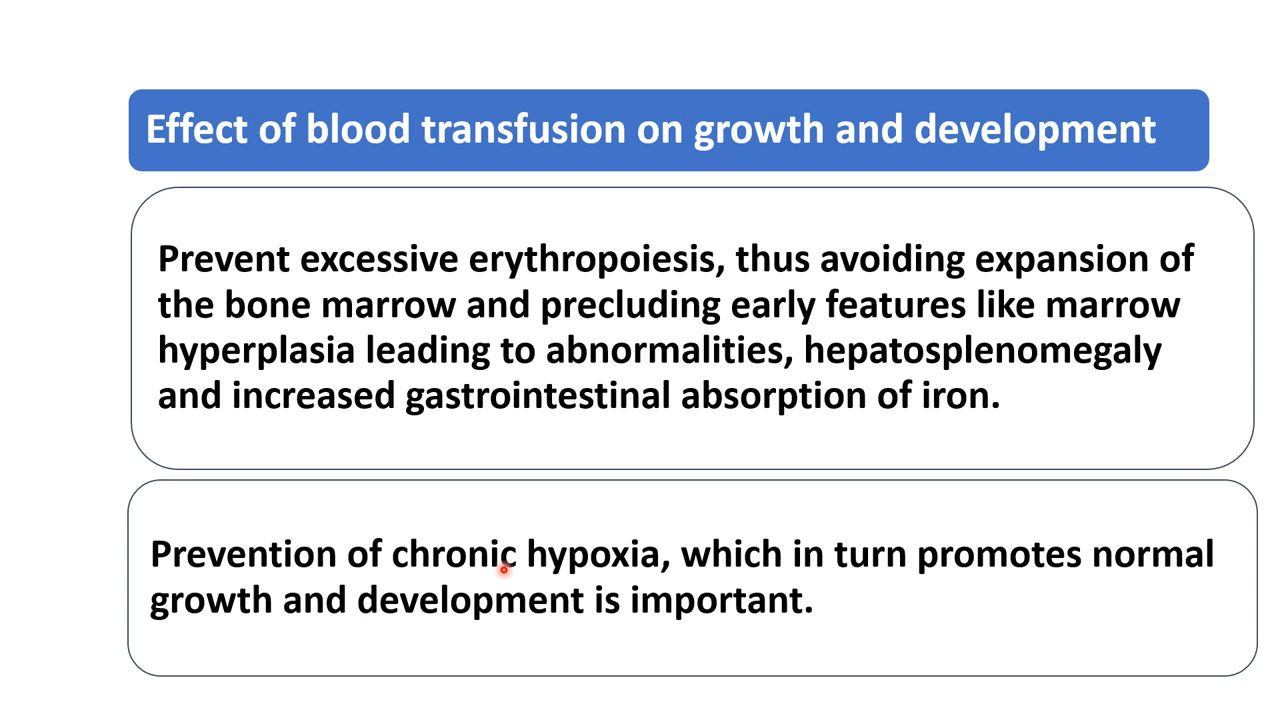 Effect of blood transfusion on growth and development
Prevent excessive erythropoiesis, thus avoiding expansion of
the bone marrow and precluding early features like marrow
hyperplasia leading to abnormalities, hepatosplenomegaly
and increased gastrointestinal absorption of iron.
Prevention of chronic hypoxia, which in turn promotes normal
growth and development is important.